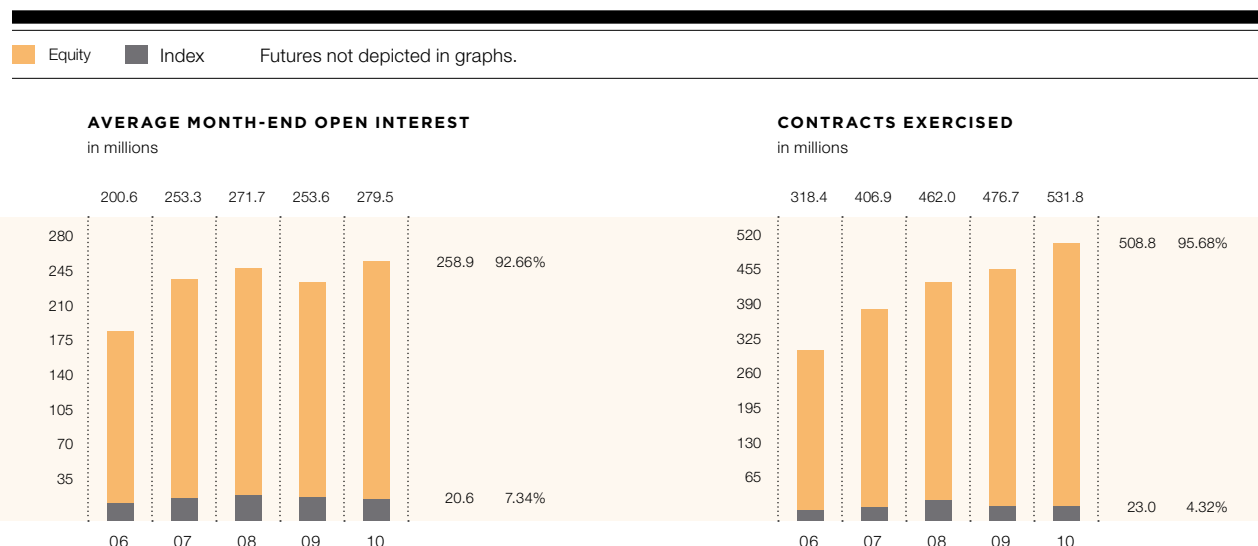 Equity Index Futures not depicted in graphs.
AVERAGE MONTH-END OPEN INTEREST
in millions
200.6 253.3 271.7 253.6 279.5
280
245
210
175
140
105
70
35
258.9 92.66%
20.6 7.34%
06 07 08 09 10
CONTRACTS EXERCISED
in millions
318.4 406.9 462.0 476.7 531.8
520
455
390
325
260
195
130
65
508.8 95.68%
23.0 4.32%
06 07 08 09 10